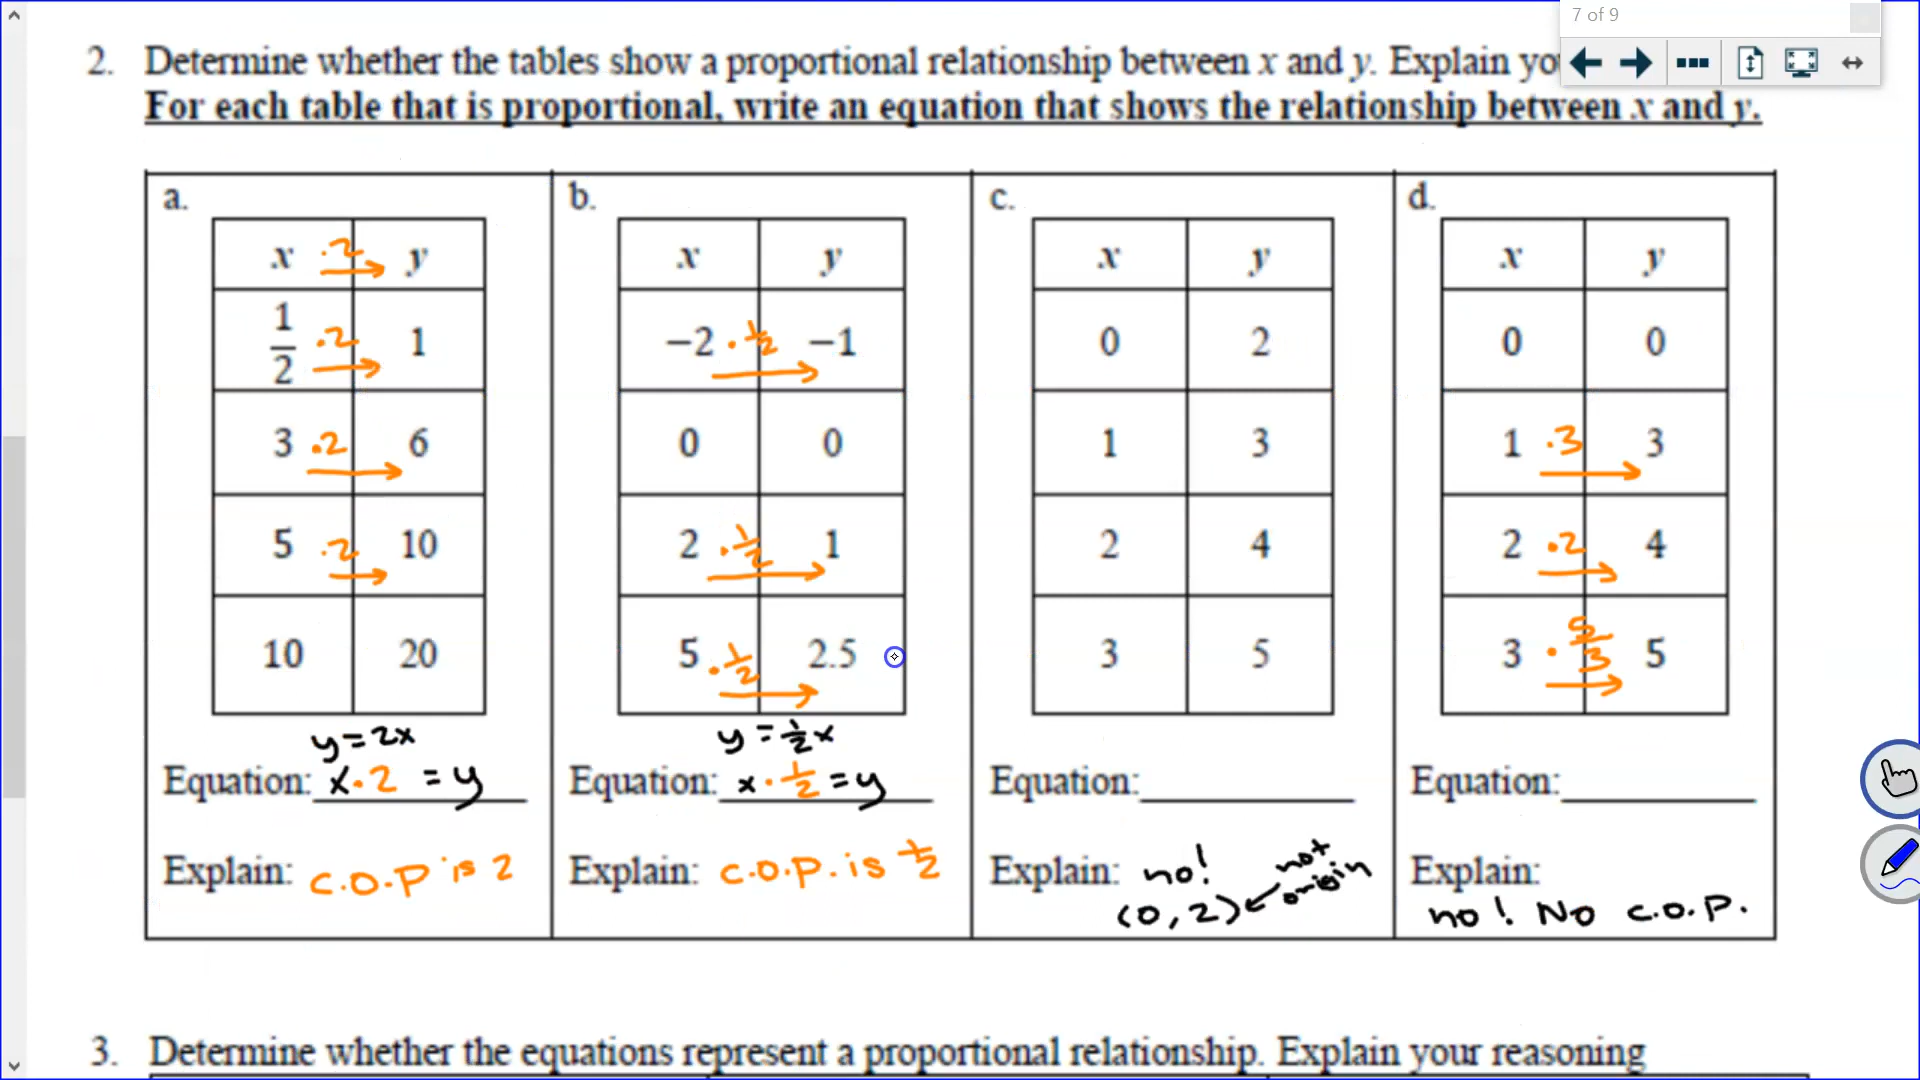 7 of 9
2. Determine whether the tables show a proportional relationship between x and y. Explain yo
For each table that is proportional, write an equation that shows the relationship between x and y.
a.
x ·2 y
1/2 ·2 1
3 ·2 6
5 ·2 10
10 20
y=2x
Equation: x·2 =y
Explain: c.o.p is 2
b.
x y
−2 ·1/2 −1
0 0
2 ·1/2 1
5 ·1/2 2.5
y=1/2x
Equation: x·1/2=y
Explain: c.o.p. is 1/2
c.
x y
0 2
1 3
2 4
3 5
Equation:
Explain: no! not
(0,2) origin
d.
x y
0 0
1 ·3 3
2 ·2 4
3 ·5/3 5
Equation:
Explain:
no! No c.o.p.
3. Determine whether the equations represent a proportional relationship. Explain your reasoning